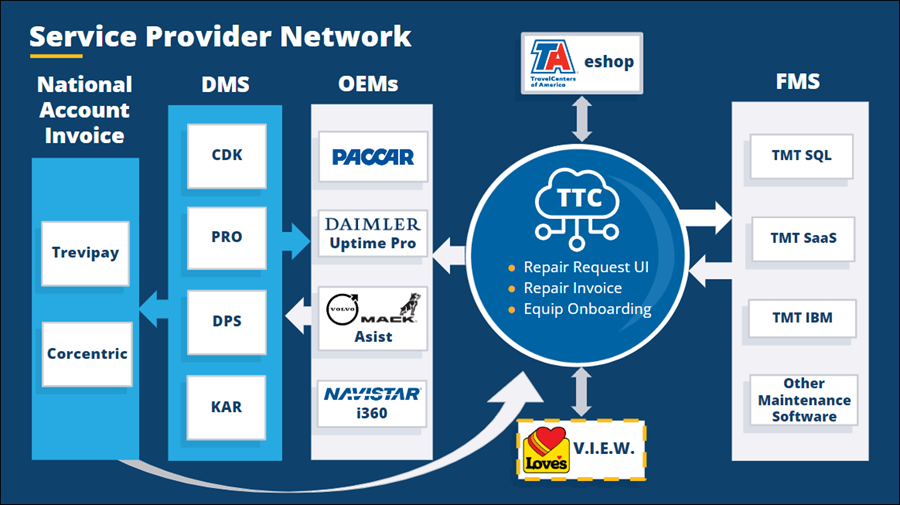 Service Provider Network
National
Account
Invoice
Trevipay
Corcentric
DMS
CDK
PRO
DPS
KAR
OEMs
PACCAR
DAIMLER
Uptime Pro
VOLVO
MACK
Asist
NAVISTAR
i360
TA
TravelCenters
of America
eshop
TTC
Repair Request UI
Repair Invoice
Equip Onboarding
Love's
V.I.E.W.
FMS
TMT SQL
TMT SaaS
TMT IBM
Other
Maintenance
Software